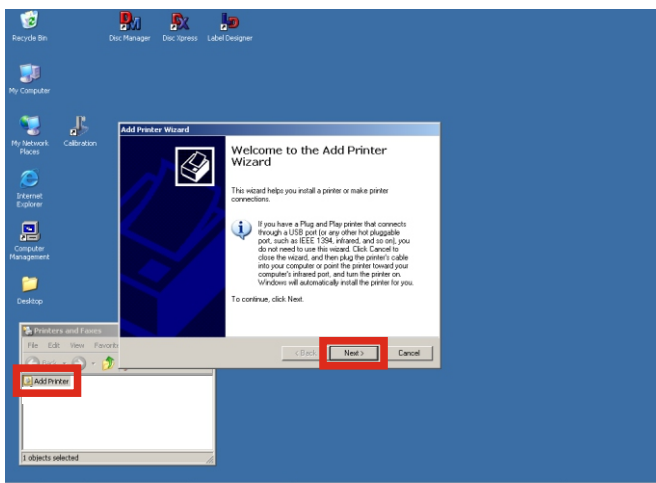 Recycle Bin
Disc Manager
Disc Xpress
Label Designer
My Computer
My Network
Places
Calibration
Internet
Explorer
Computer
Management
Desktop
Add Printer Wizard
Welcome to the Add Printer
Wizard
This wizard helps you install a printer or make printer
connections.
If you have a Plug and Play printer that connects
through a USB port (or any other hot pluggable
port, such as IEEE 1394, infrared, and so on), you
do not need to use this wizard. Click Cancel to
close the wizard, and then plug the printer's cable
into your computer or point the printer toward your
computer's infrared port, and turn the printer on.
Windows will automatically install the printer for you.
To continue, click Next.
< Back
Next >
Cancel
Printers and Faxes
File Edit View Favorit
Back
Add Printer
1 objects selected